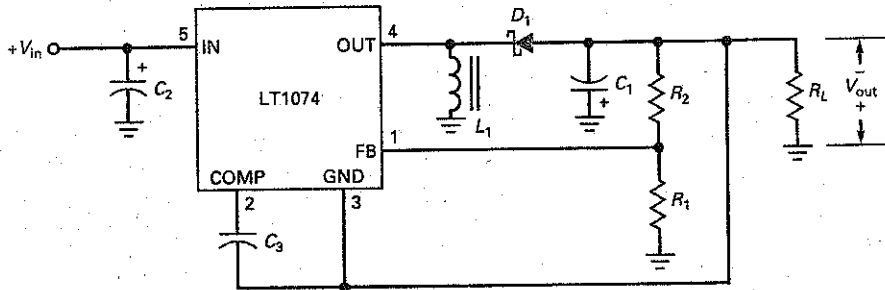 +Vin
5
IN
OUT
4
D1
C2
+
LT1074
L1
C1
+
R2
RL
−
Vout
+
1
FB
COMP
GND
2
3
C3
R1